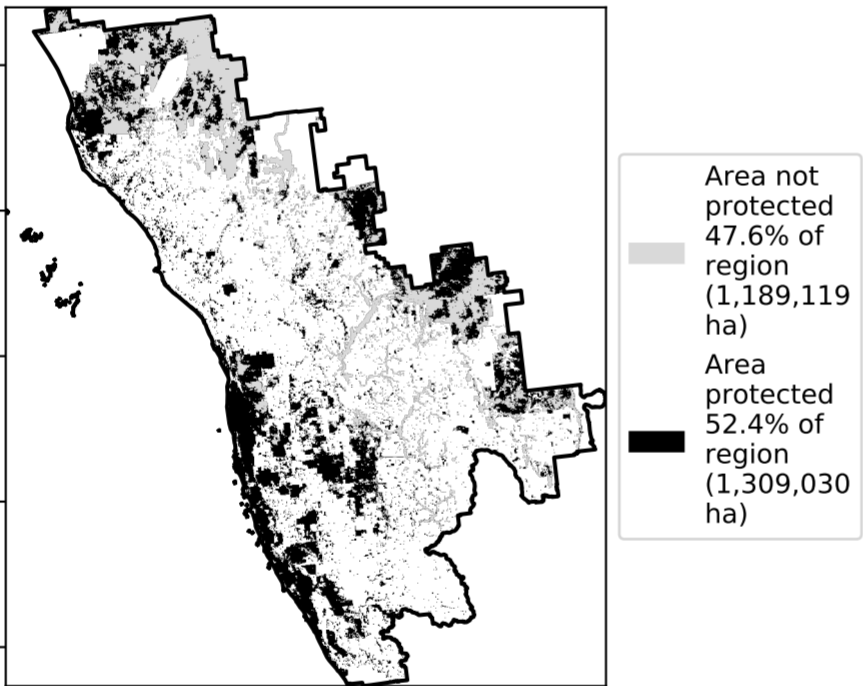 Area not
protected
47.6% of
region
(1,189,119
ha)
Area
protected
52.4% of
region
(1,309,030
ha)